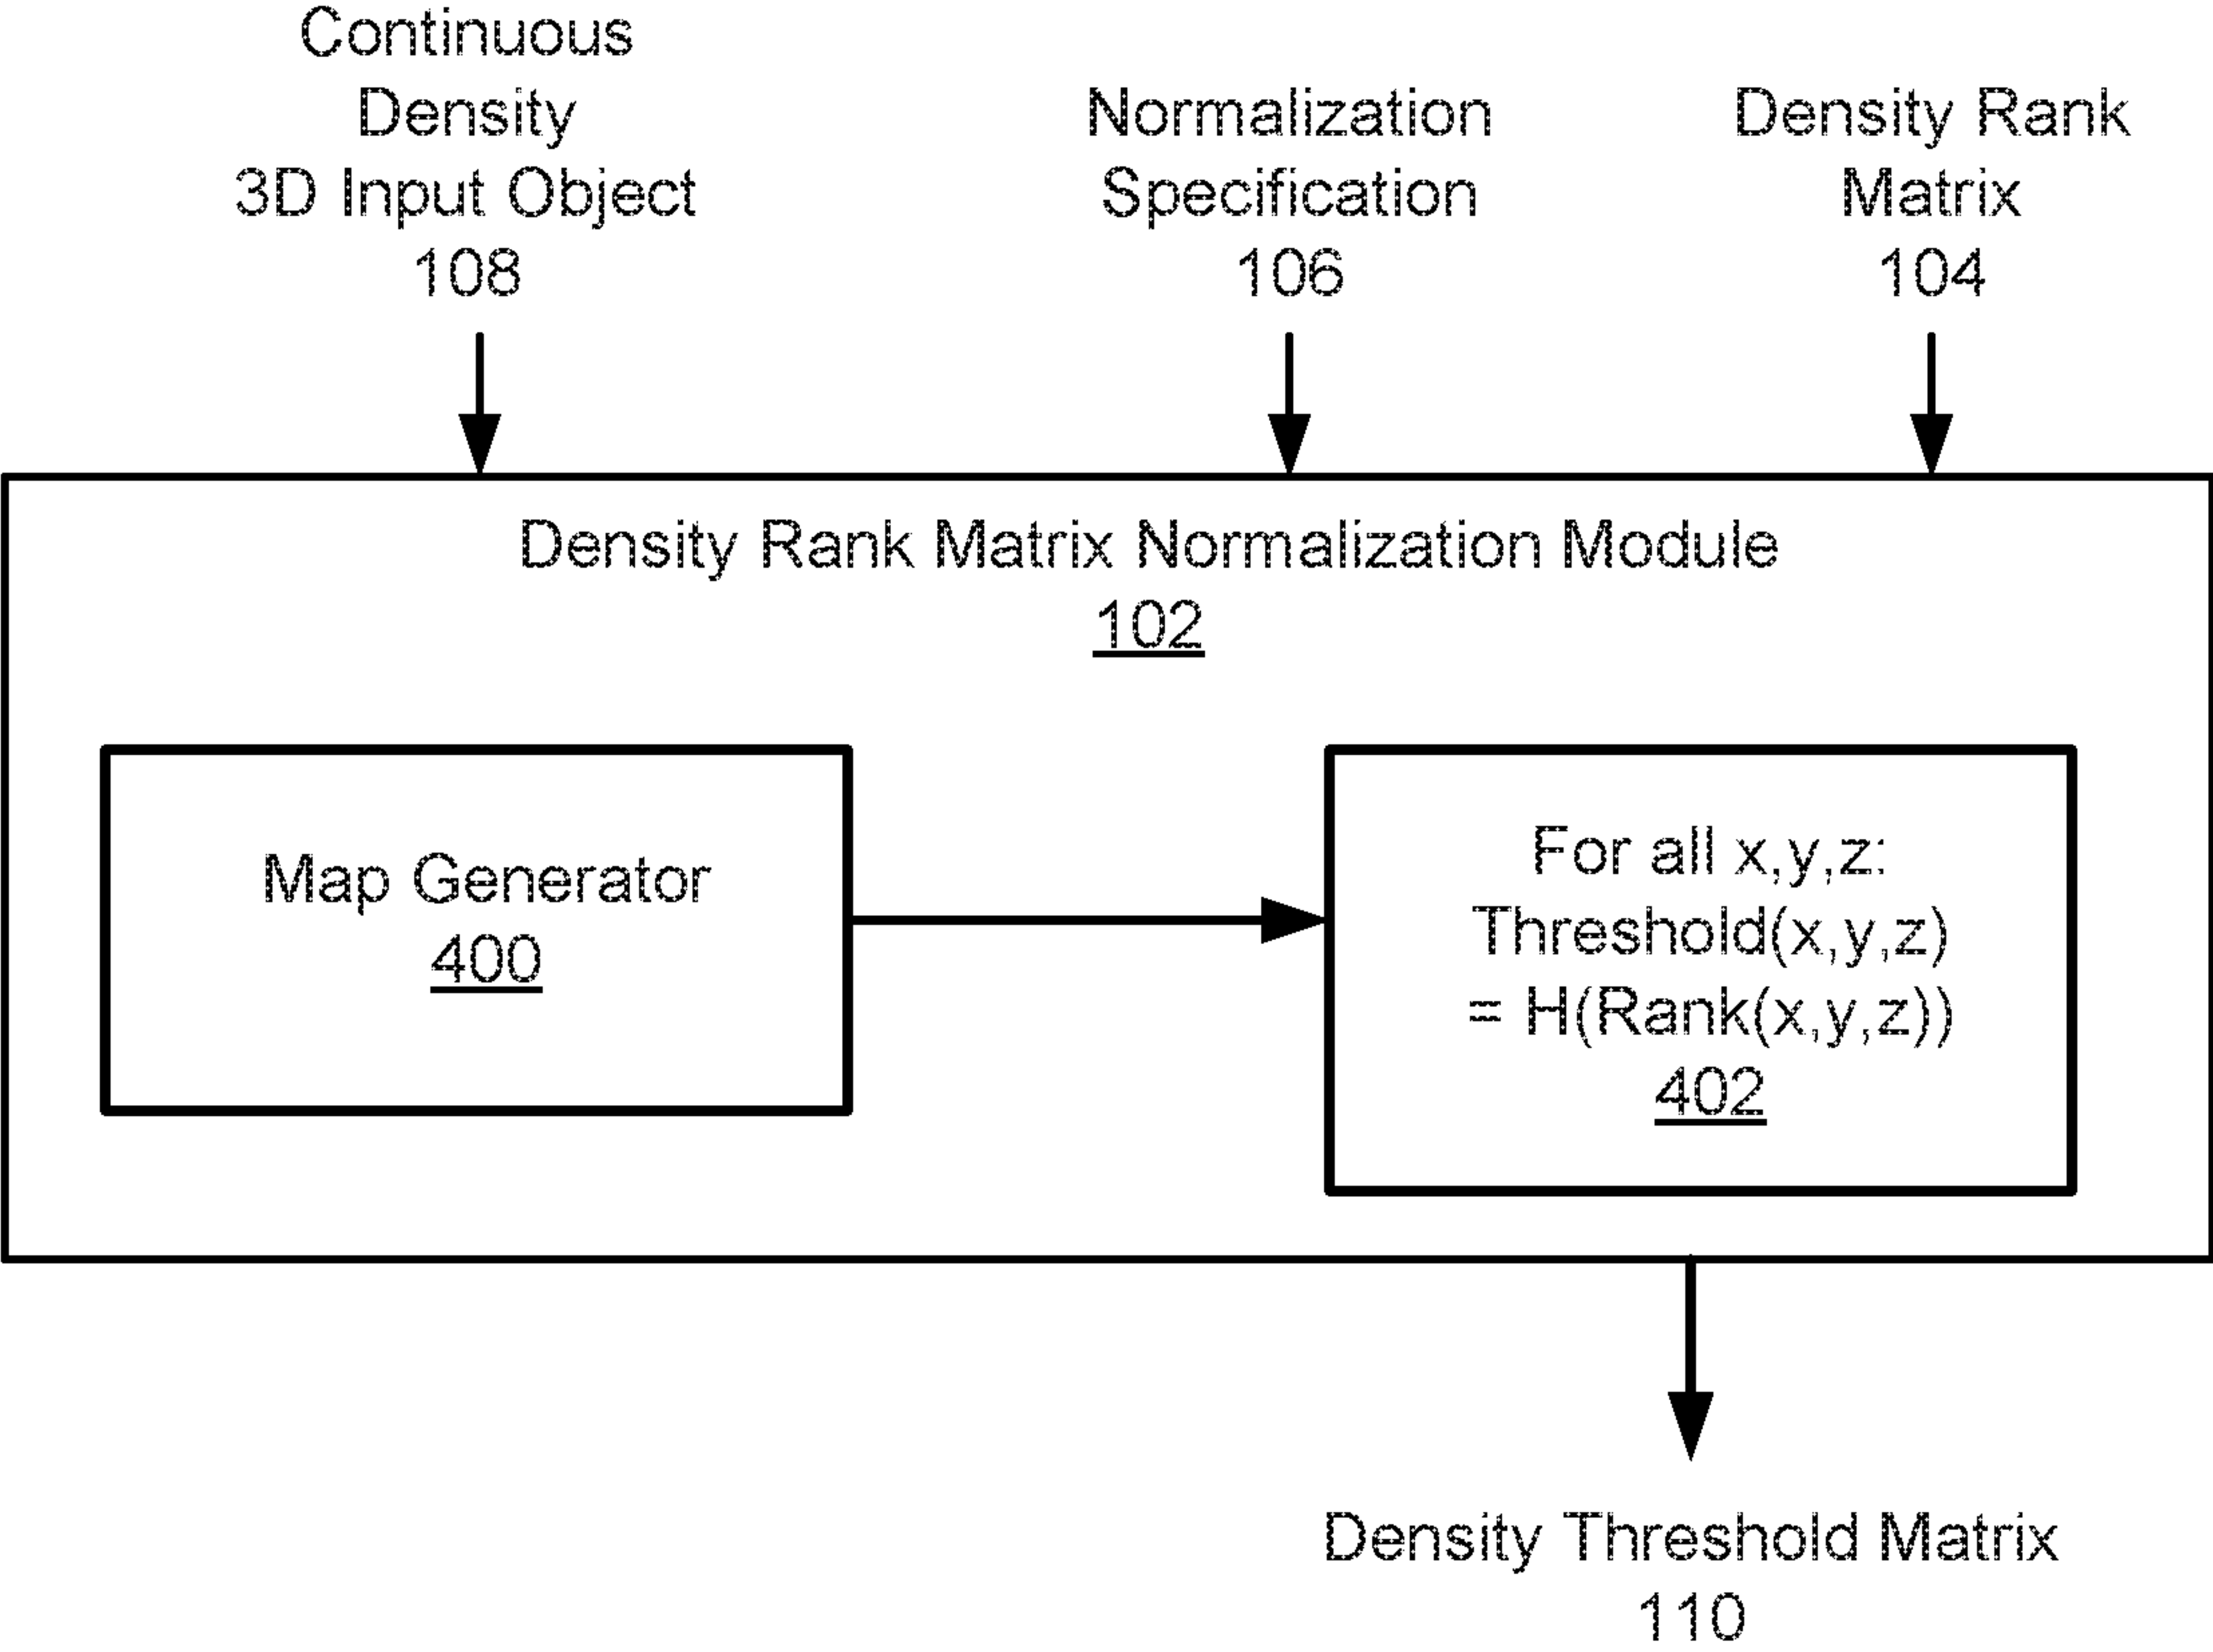 Continuous
Density
3D Input Object
108
Normalization
Specification
106
Density Rank
Matrix
104
Density Rank Matrix Normalization Module
102
Map Generator
400
For all x,y,z:
Threshold(x,y,z)
= H(Rank(x,y,z))
402
Density Threshold Matrix
110